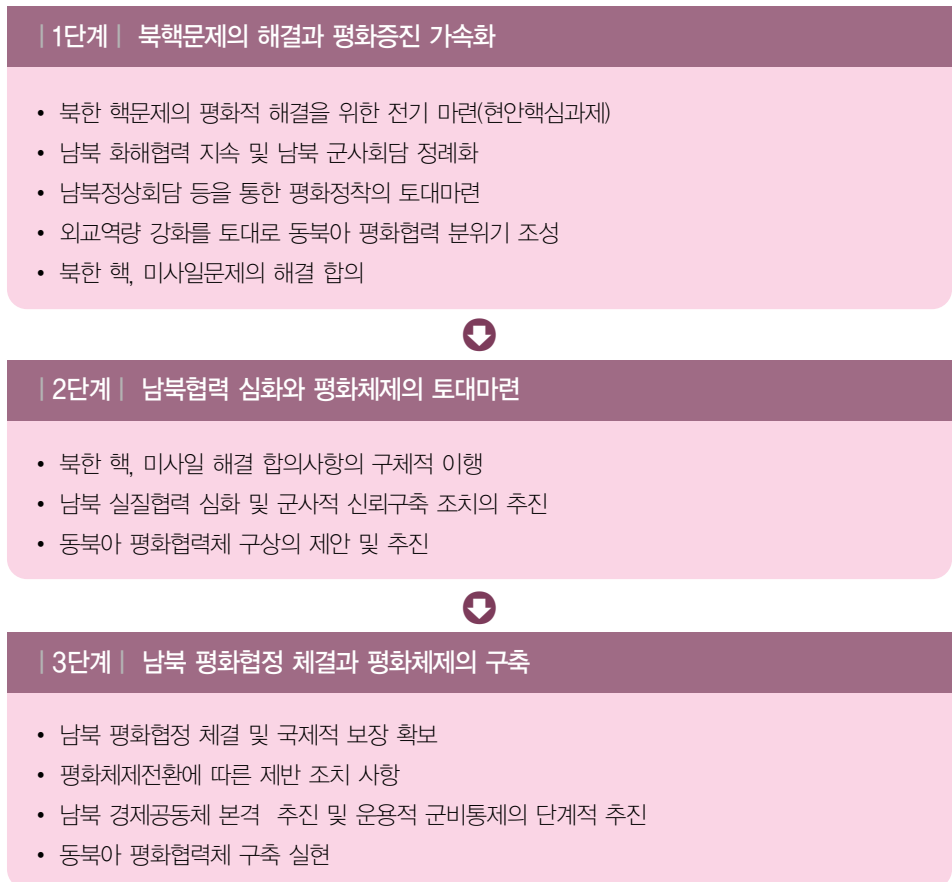 | 1단계 | 북핵문제의 해결과 평화증진 가속화
• 북한 핵문제의 평화적 해결을 위한 전기 마련(현안핵심과제)
• 남북 화해협력 지속 및 남북 군사회담 정례화
• 남북정상회담 등을 통한 평화정착의 토대마련
• 외교역량 강화를 토대로 동북아 평화협력 분위기 조성
• 북한 핵, 미사일문제의 해결 합의
| 2단계 | 남북협력 심화와 평화체제의 토대마련
• 북한 핵, 미사일 해결 합의사항의 구체적 이행
• 남북 실질협력 심화 및 군사적 신뢰구축 조치의 추진
• 동북아 평화협력체 구상의 제안 및 추진
| 3단계 | 남북 평화협정 체결과 평화체제의 구축
• 남북 평화협정 체결 및 국제적 보장 확보
• 평화체제전환에 따른 제반 조치 사항
• 남북 경제공동체 본격 추진 및 운용적 군비통제의 단계적 추진
• 동북아 평화협력체 구축 실현